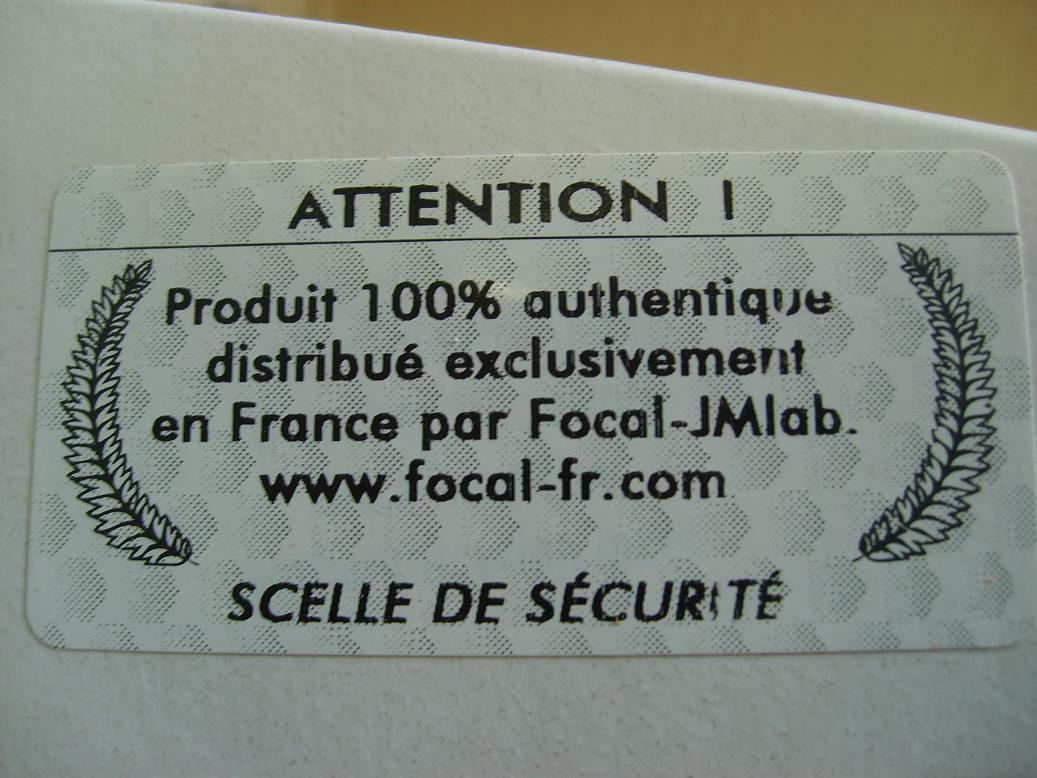 ATTENTION !
Produit 100% authentique
distribué exclusivement
en France par Focal-JMlab.
www.focal-fr.com
SCELLE DE SÉCURITÉ